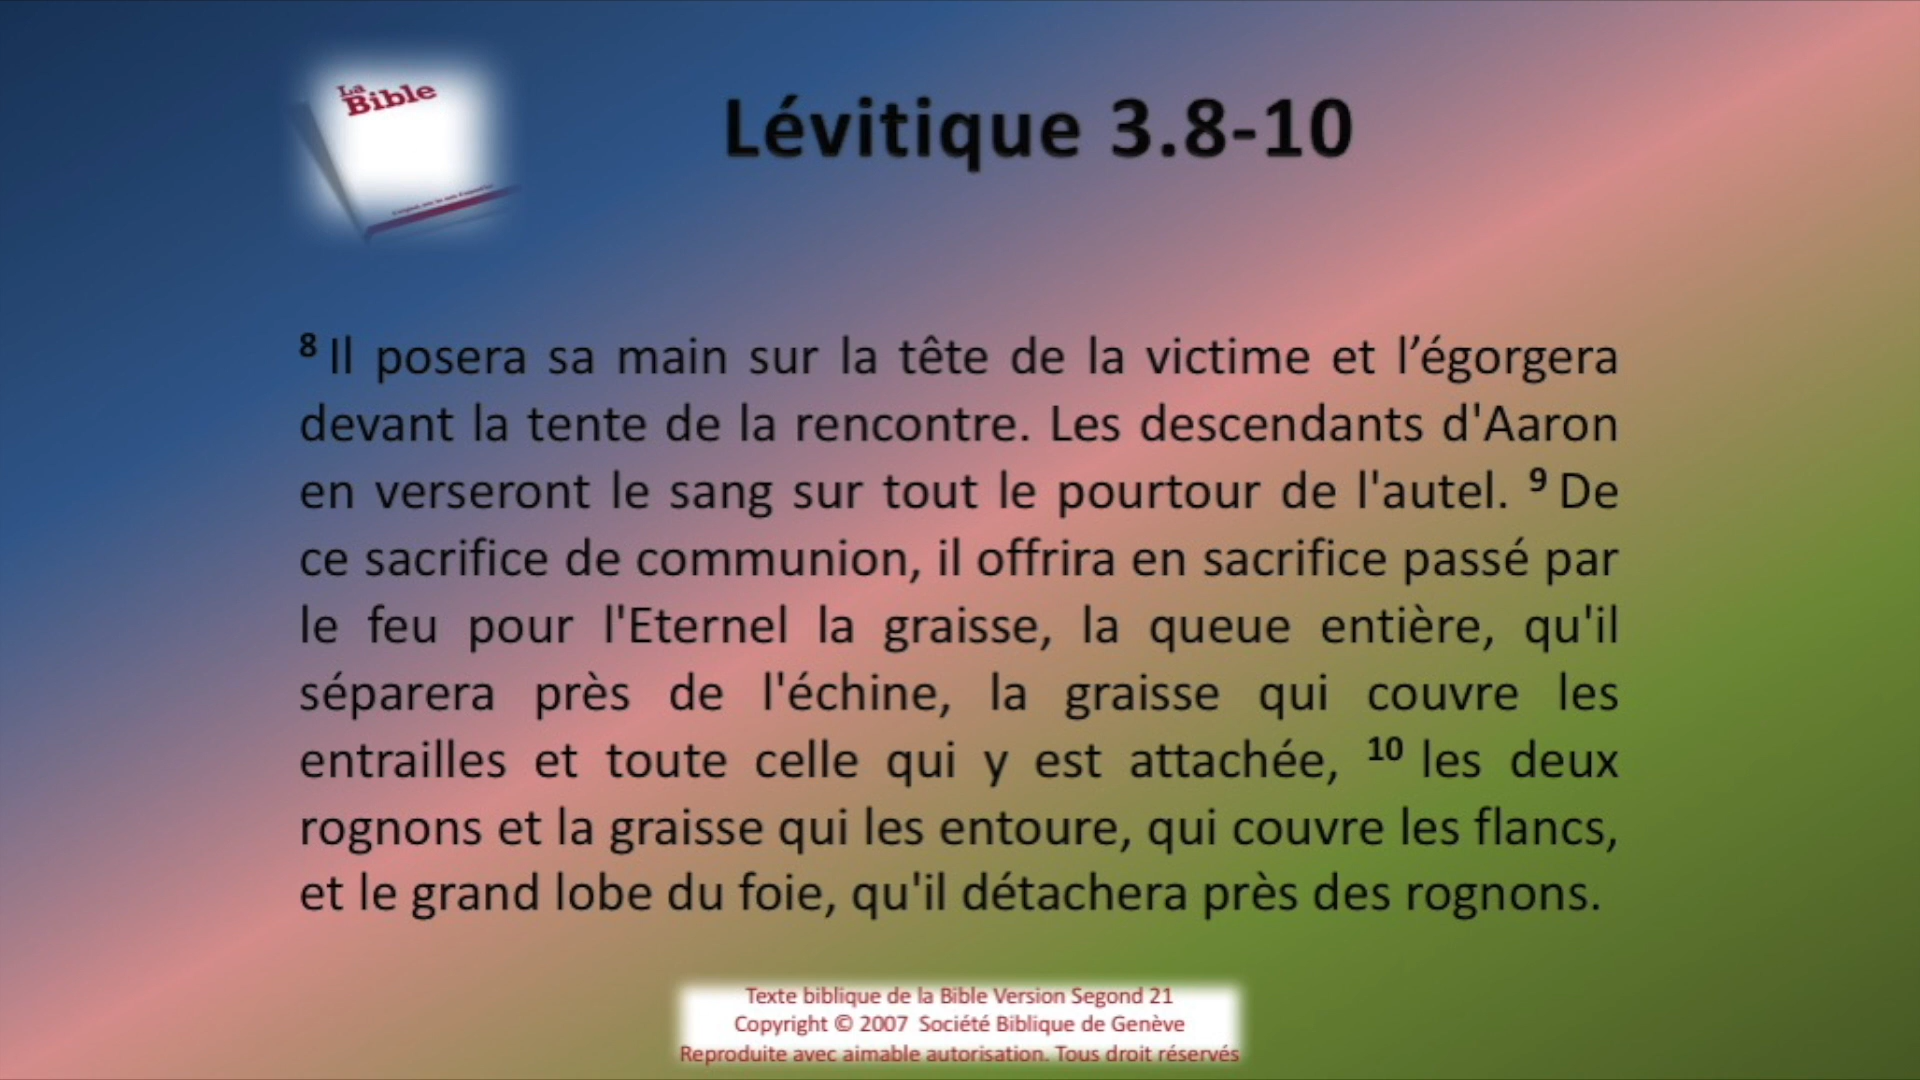 La
Bible
Lévitique 3.8-10
8 Il posera sa main sur la tête de la victime et l’égorgera
devant la tente de la rencontre. Les descendants d'Aaron
en verseront le sang sur tout le pourtour de l'autel. 9 De
ce sacrifice de communion, il offrira en sacrifice passé par
le feu pour l'Eternel la graisse, la queue entière, qu'il
séparera près de l'échine, la graisse qui couvre les
entrailles et toute celle qui y est attachée, 10 les deux
rognons et la graisse qui les entoure, qui couvre les flancs,
et le grand lobe du foie, qu'il détachera près des rognons.
Texte biblique de la Bible Version Segond 21
Copyright © 2007 Société Biblique de Genève
Reproduite avec aimable autorisation. Tous droit réservés